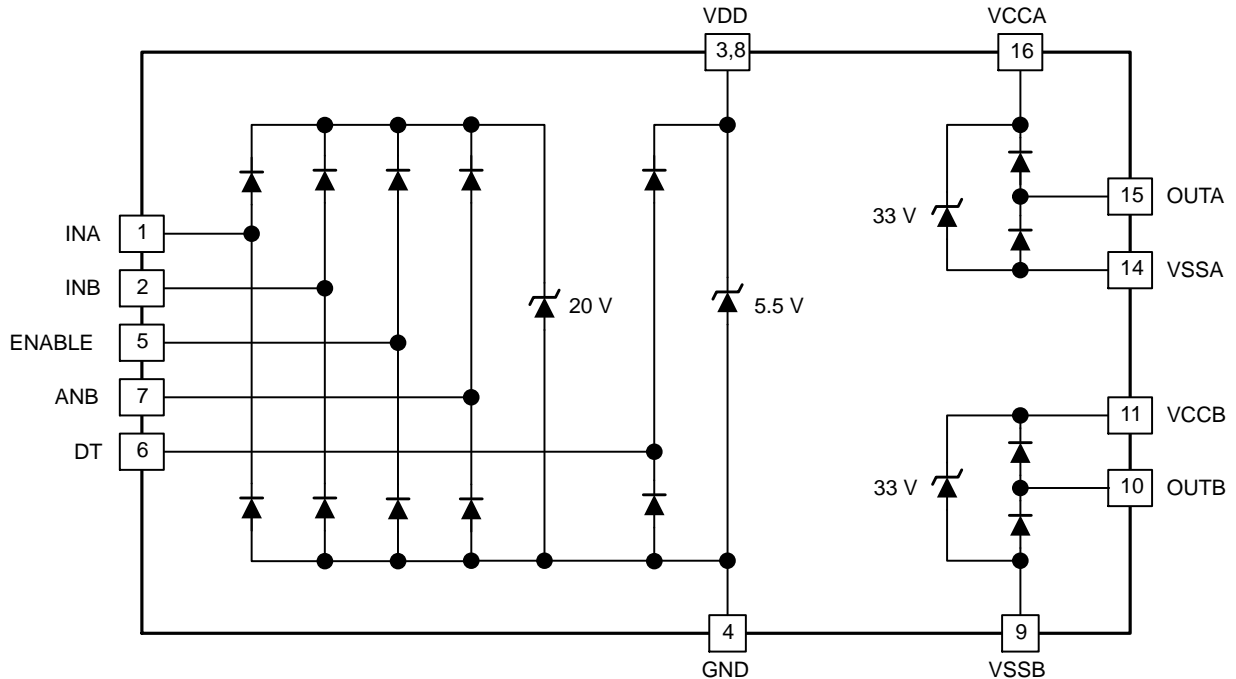 VDD
VCCA
3,8
16
INA
1
INB
2
ENABLE
5
ANB
7
DT
6
20 V
5.5 V
33 V
15
OUTA
14
VSSA
11
VCCB
33 V
10
OUTB
4
9
GND
VSSB